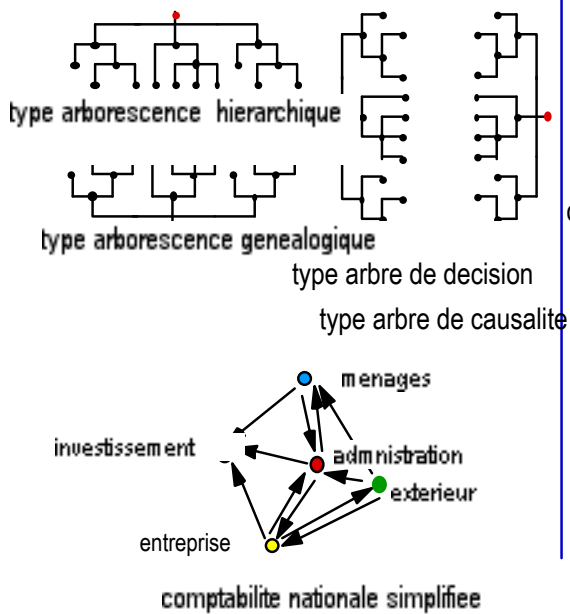 type arborescence hierarchique
type arborescence genealogique
type arbre de decision
type arbre de causalite
menages
investissement
admnistration
exterieur
entreprise
comptabilite nationale simplifiee